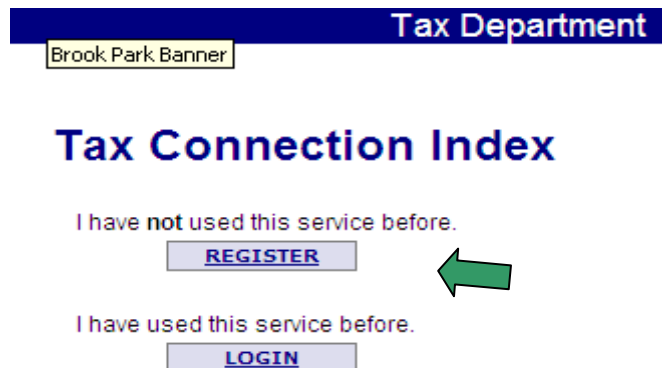 Tax Department
Brook Park Banner
Tax Connection Index
I have not used this service before.
REGISTER
I have used this service before.
LOGIN